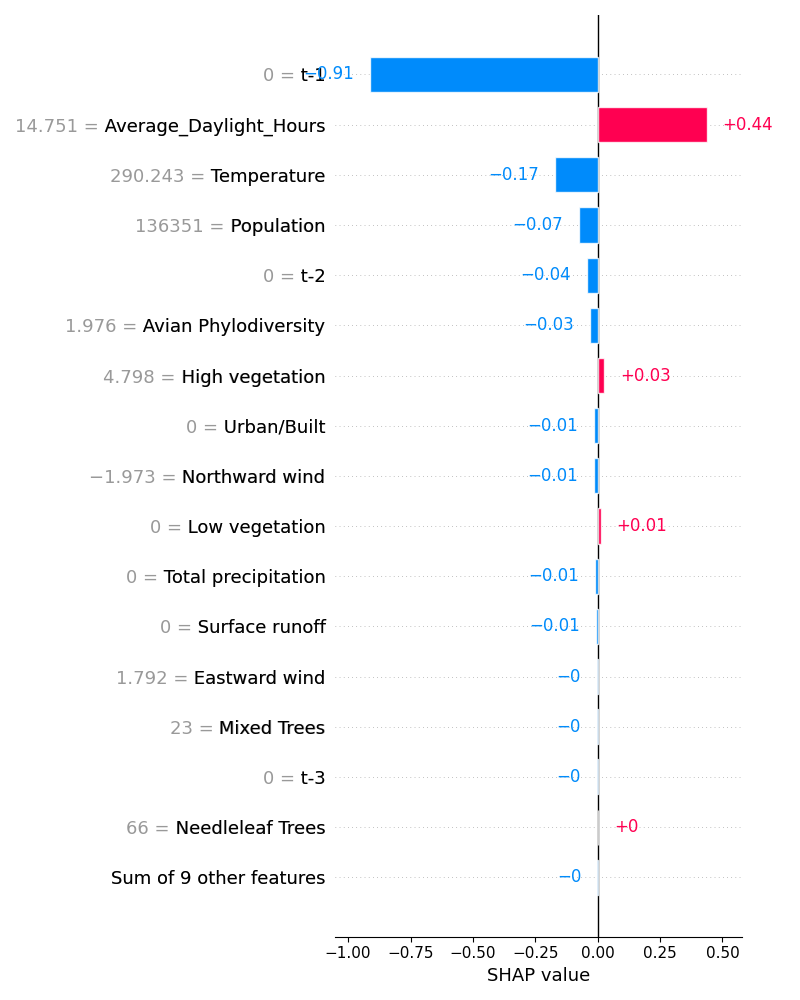 0 = t-1 −0.91
14.751 = Average_Daylight_Hours +0.44
290.243 = Temperature −0.17
136351 = Population −0.07
0 = t-2 −0.04
1.976 = Avian Phylodiversity −0.03
4.798 = High vegetation +0.03
0 = Urban/Built −0.01
−1.973 = Northward wind −0.01
0 = Low vegetation +0.01
0 = Total precipitation −0.01
0 = Surface runoff −0.01
1.792 = Eastward wind −0
23 = Mixed Trees −0
0 = t-3 −0
66 = Needleleaf Trees +0
Sum of 9 other features −0
−1.00 −0.75 −0.50 −0.25 0.00 0.25 0.50
SHAP value